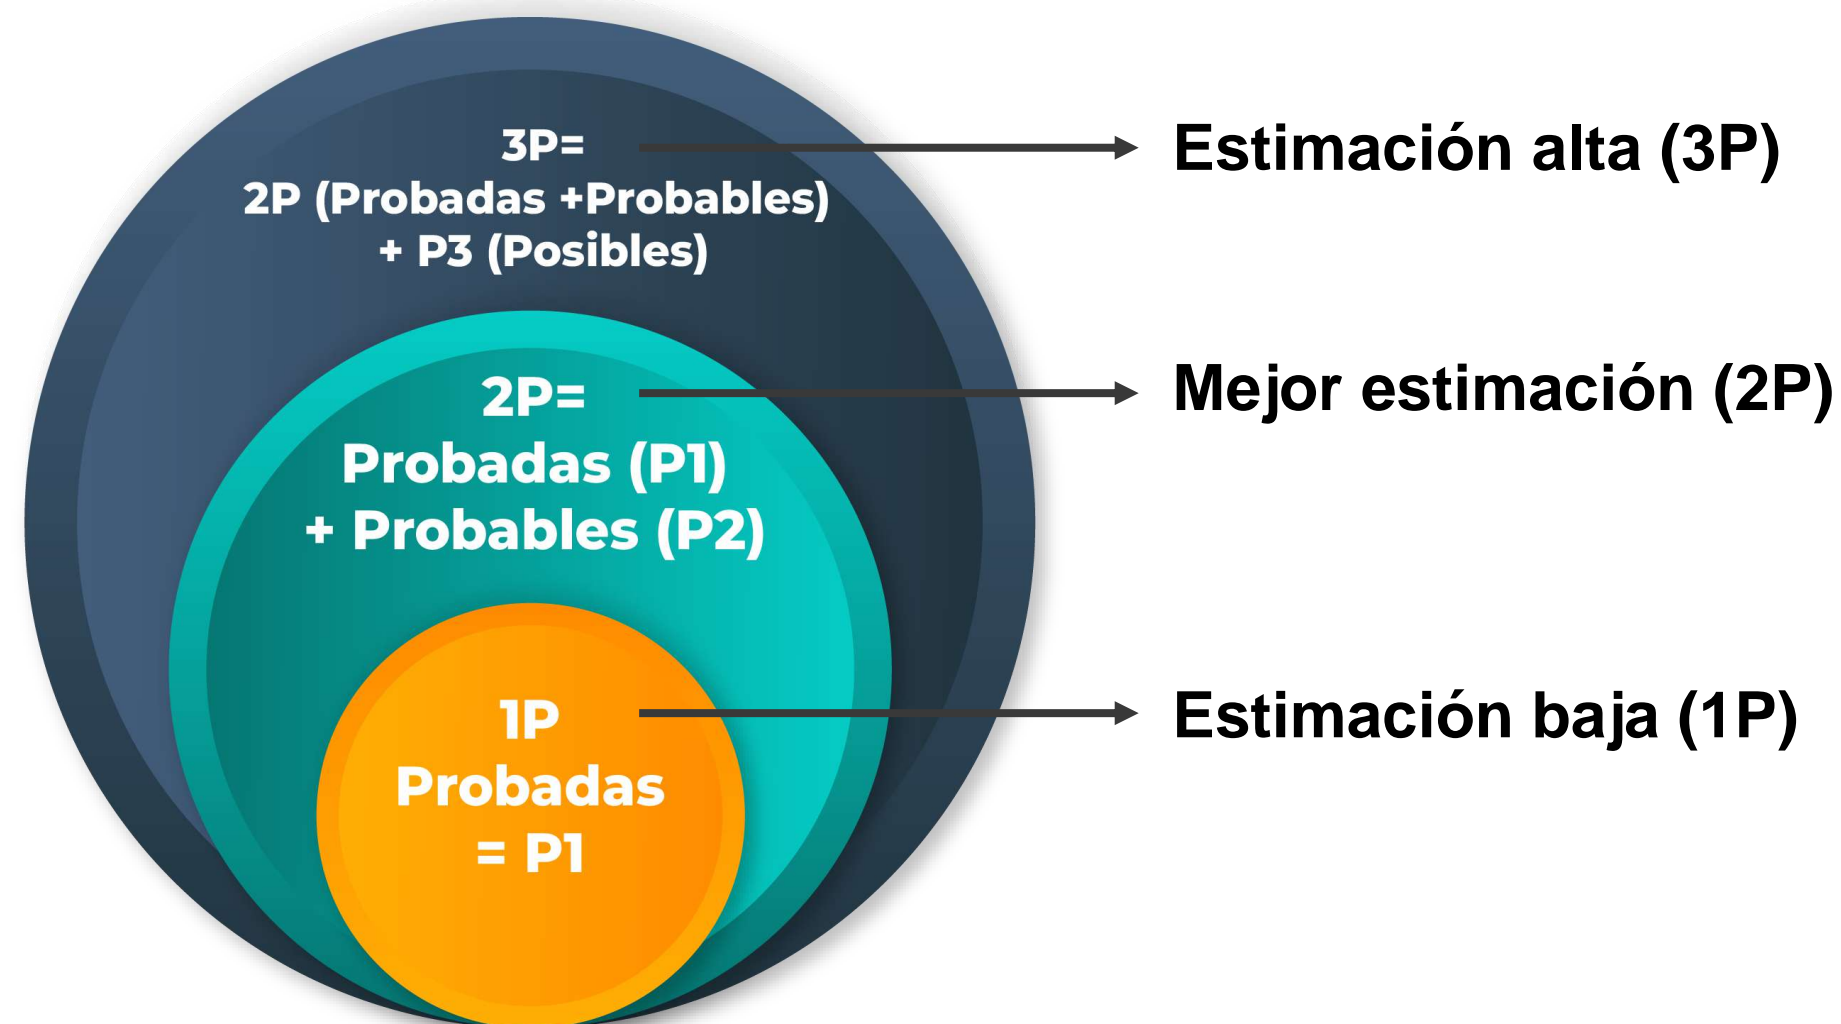 3P=
2P (Probadas +Probables)
+ P3 (Posibles)
Estimación alta (3P)
2P=
Probadas (P1)
+ Probables (P2)
Mejor estimación (2P)
1P
Probadas
= P1
Estimación baja (1P)